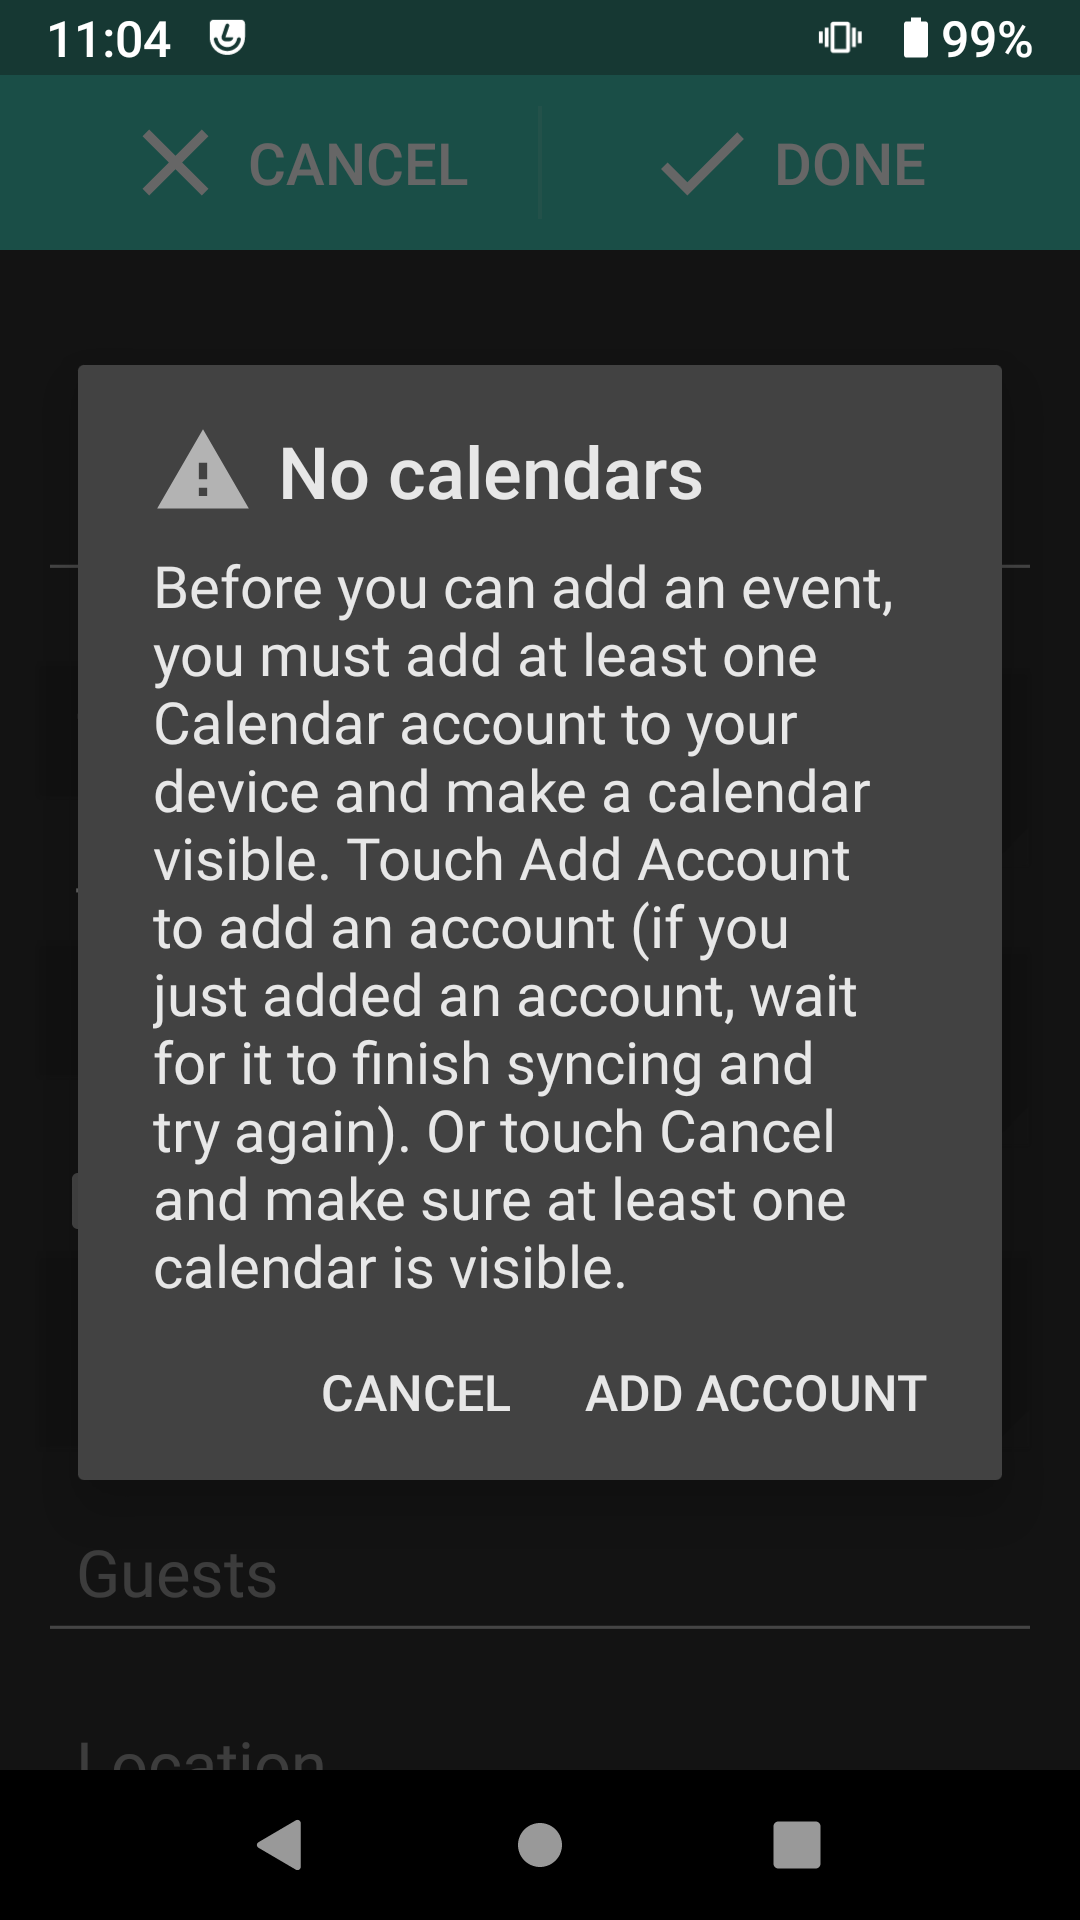 11:04 99%
CANCEL DONE
No calendars
Before you can add an event,
you must add at least one
Calendar account to your
device and make a calendar
visible. Touch Add Account
to add an account (if you
just added an account, wait
for it to finish syncing and
try again). Or touch Cancel
and make sure at least one
calendar is visible.
CANCEL ADD ACCOUNT
Guests
Location